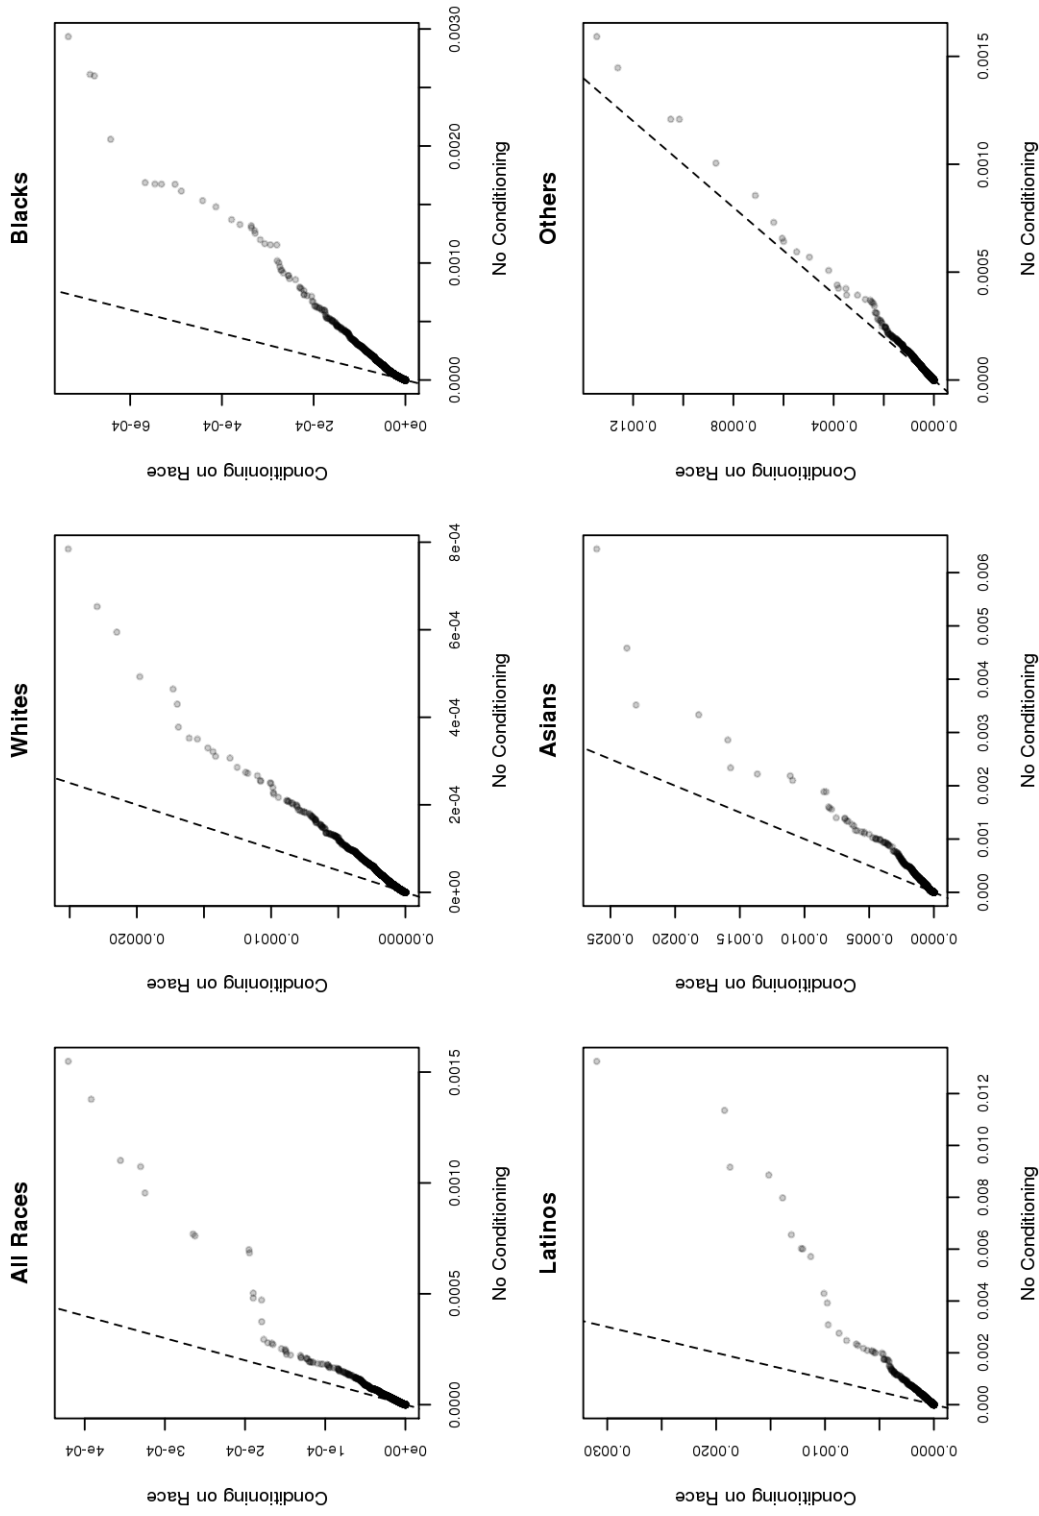 All Races
Conditioning on Race
0e+00
1e-04
2e-04
3e-04
4e-04
0.0000
0.0005
0.0010
0.0015
No Conditioning
Whites
Conditioning on Race
0.00000
0.00010
0.00020
0e+00
2e-04
4e-04
6e-04
8e-04
No Conditioning
Blacks
Conditioning on Race
0e+00
2e-04
4e-04
6e-04
0.0000
0.0010
0.0020
0.0030
No Conditioning
Latinos
Conditioning on Race
0.0000
0.0010
0.0020
0.0030
0.000
0.002
0.004
0.006
0.008
0.010
0.012
No Conditioning
Asians
Conditioning on Race
0.0000
0.0005
0.0010
0.0015
0.0020
0.0025
0.000
0.001
0.002
0.003
0.004
0.005
0.006
No Conditioning
Others
Conditioning on Race
0.0000
0.0004
0.0008
0.0012
0.0000
0.0005
0.0010
0.0015
No Conditioning